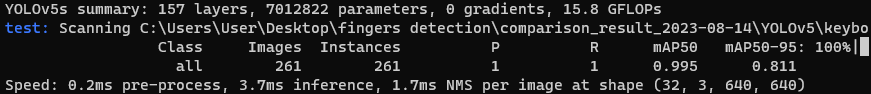 YOLOv5s summary: 157 layers, 7012822 parameters, 0 gradients, 15.8 GFLOPs
test: Scanning C:\Users\User\Desktop\fingers detection\comparison_result_2023-08-14\YOLOv5\keybo
Class Images Instances P R mAP50 mAP50-95: 100%|
all 261 261 1 1 0.995 0.811
Speed: 0.2ms pre-process, 3.7ms inference, 1.7ms NMS per image at shape (32, 3, 640, 640)